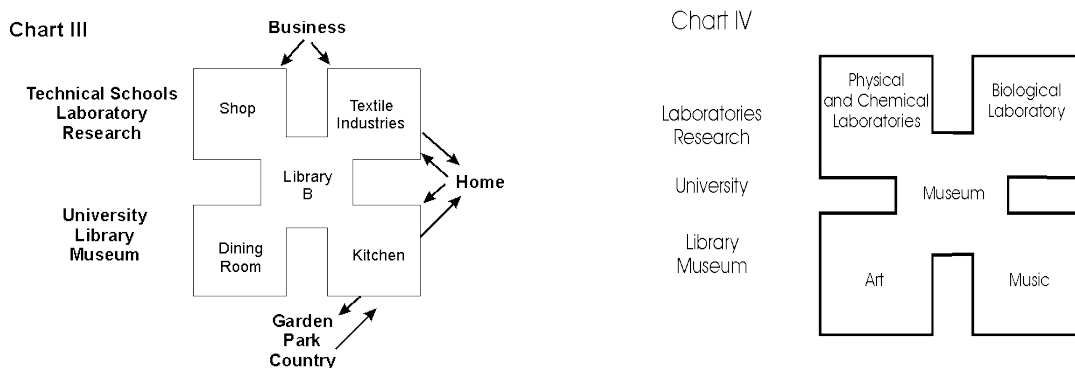 Chart III
Business
Technical Schools
Laboratory
Research
Shop
Textile
Industries
Library
B
Home
University
Library
Museum
Dining
Room
Kitchen
Garden
Park
Country
Chart IV
Physical
and Chemical
Laboratories
Biological
Laboratory
Laboratories
Research
University
Museum
Library
Museum
Art
Music